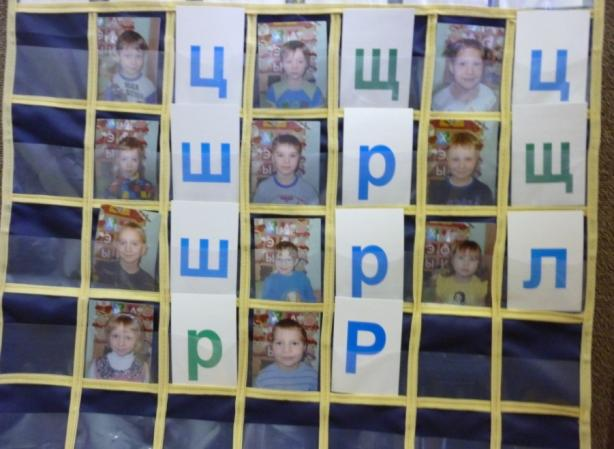 ц щ ц
ш р щ
ш р л
р Р